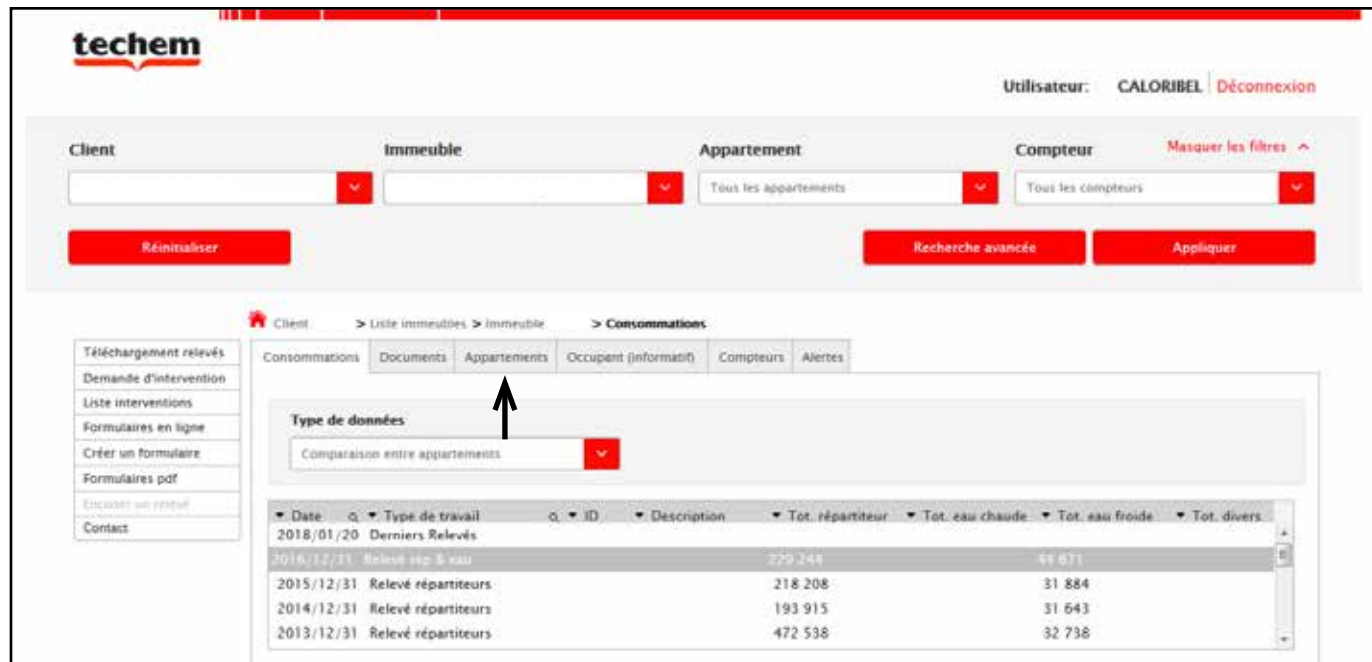 techem
Utilisateur: CALORIBEL Déconnexion
Client Immeuble Appartement Compteur Masquer les filtres
Tous les appartements Tous les compteurs
Réinitialiser Recherche avancée Appliquer
Client > Liste immeubles > Immeuble > Consommations
Téléchargement relevés
Demande d'intervention
Liste interventions
Formulaires en ligne
Créer un formulaire
Formulaires pdf
Encoder un relevé
Contact
Consommations Documents Appartements Occupant (informatif) Compteurs Alertes
Type de données
Comparaison entre appartements
Date Type de travail ID Description Tot. répartiteur Tot. eau chaude Tot. eau froide Tot. divers
2018/01/20 Derniers Relevés
2016/12/31 Relevé rép & eau 229 244 44 671
2015/12/31 Relevé répartiteurs 218 208 31 884
2014/12/31 Relevé répartiteurs 193 915 31 643
2013/12/31 Relevé répartiteurs 472 538 32 738